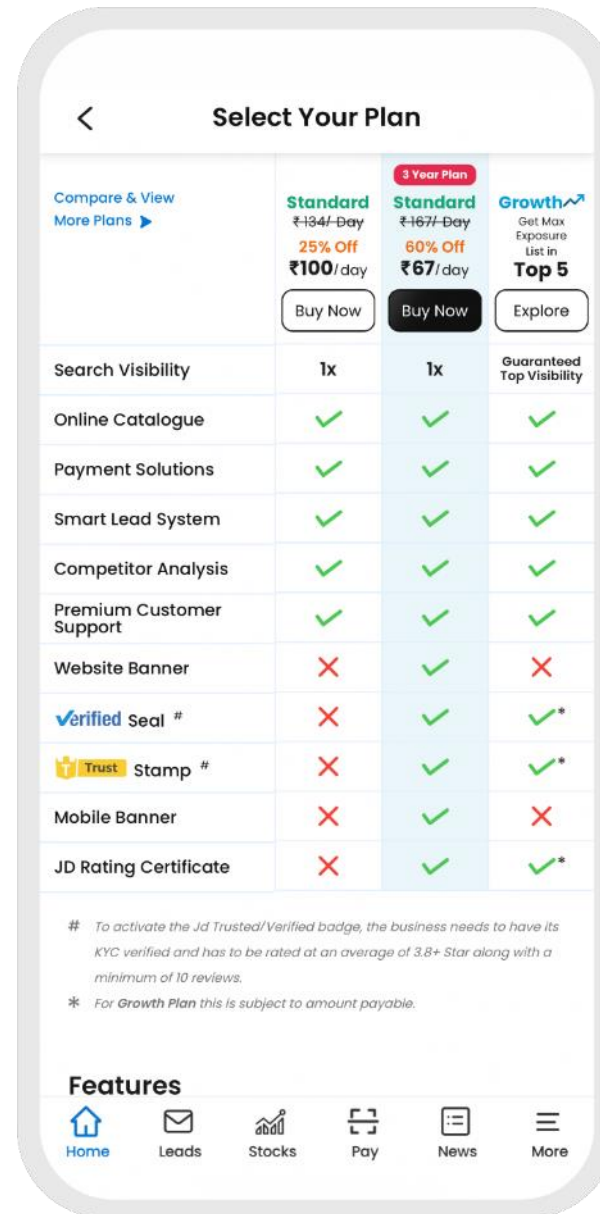 Select Your Plan
Compare & View
More Plans
Standard
₹134/ Day
25% Off
₹100/day
Buy Now
3 Year Plan
Standard
₹167/ Day
60% Off
₹67/day
Buy Now
Growth
Get Max
Exposure
List in
Top 5
Explore
Search Visibility 1x 1x Guaranteed Top Visibility
Online Catalogue
Payment Solutions
Smart Lead System
Competitor Analysis
Premium Customer
Support
Website Banner
Verified Seal #
*
T Trust Stamp #
*
Mobile Banner
JD Rating Certificate
*
# To activate the Jd Trusted/Verified badge, the business needs to have its
KYC verified and has to be rated at an average of 3.8+ Star along with a
minimum of 10 reviews.
* For Growth Plan this is subject to amount payable.
Features
Home Leads Stocks Pay News More